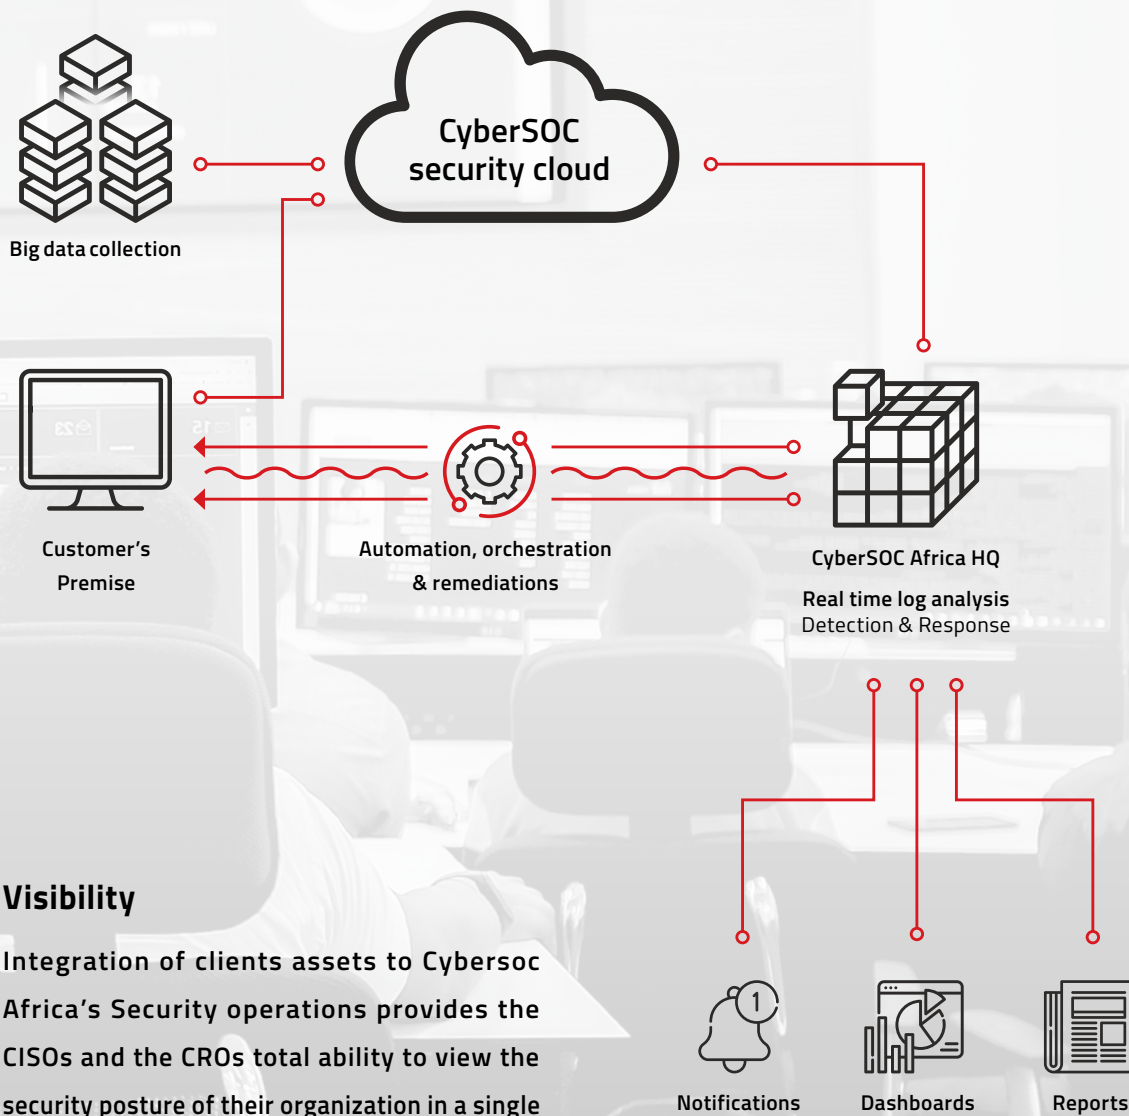 CyberSOC
security cloud
Big data collection
Customer's
Premise
Automation, orchestration
& remediations
CyberSOC Africa HQ
Real time log analysis
Detection & Response
Visibility
Integration of clients assets to Cybersoc
Africa's Security operations provides the
CISOs and the CROs total ability to view the
security posture of their organization in a single
1
Notifications
Dashboards
Reports